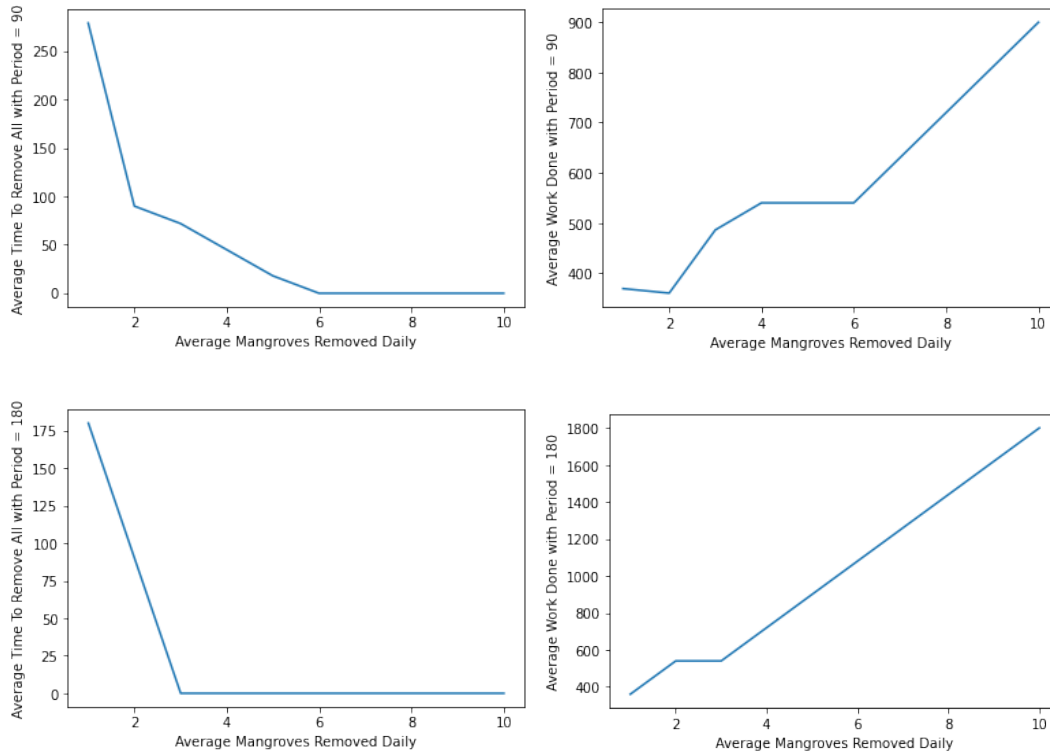 Average Time To Remove All with Period = 90
250
200
150
100
50
0
2 4 6 8 10
Average Mangroves Removed Daily
Average Work Done with Period = 90
900
800
700
600
500
400
2 4 6 8 10
Average Mangroves Removed Daily
Average Time To Remove All with Period = 180
175
150
125
100
75
50
25
0
2 4 6 8 10
Average Mangroves Removed Daily
Average Work Done with Period = 180
1800
1600
1400
1200
1000
800
600
400
2 4 6 8 10
Average Mangroves Removed Daily